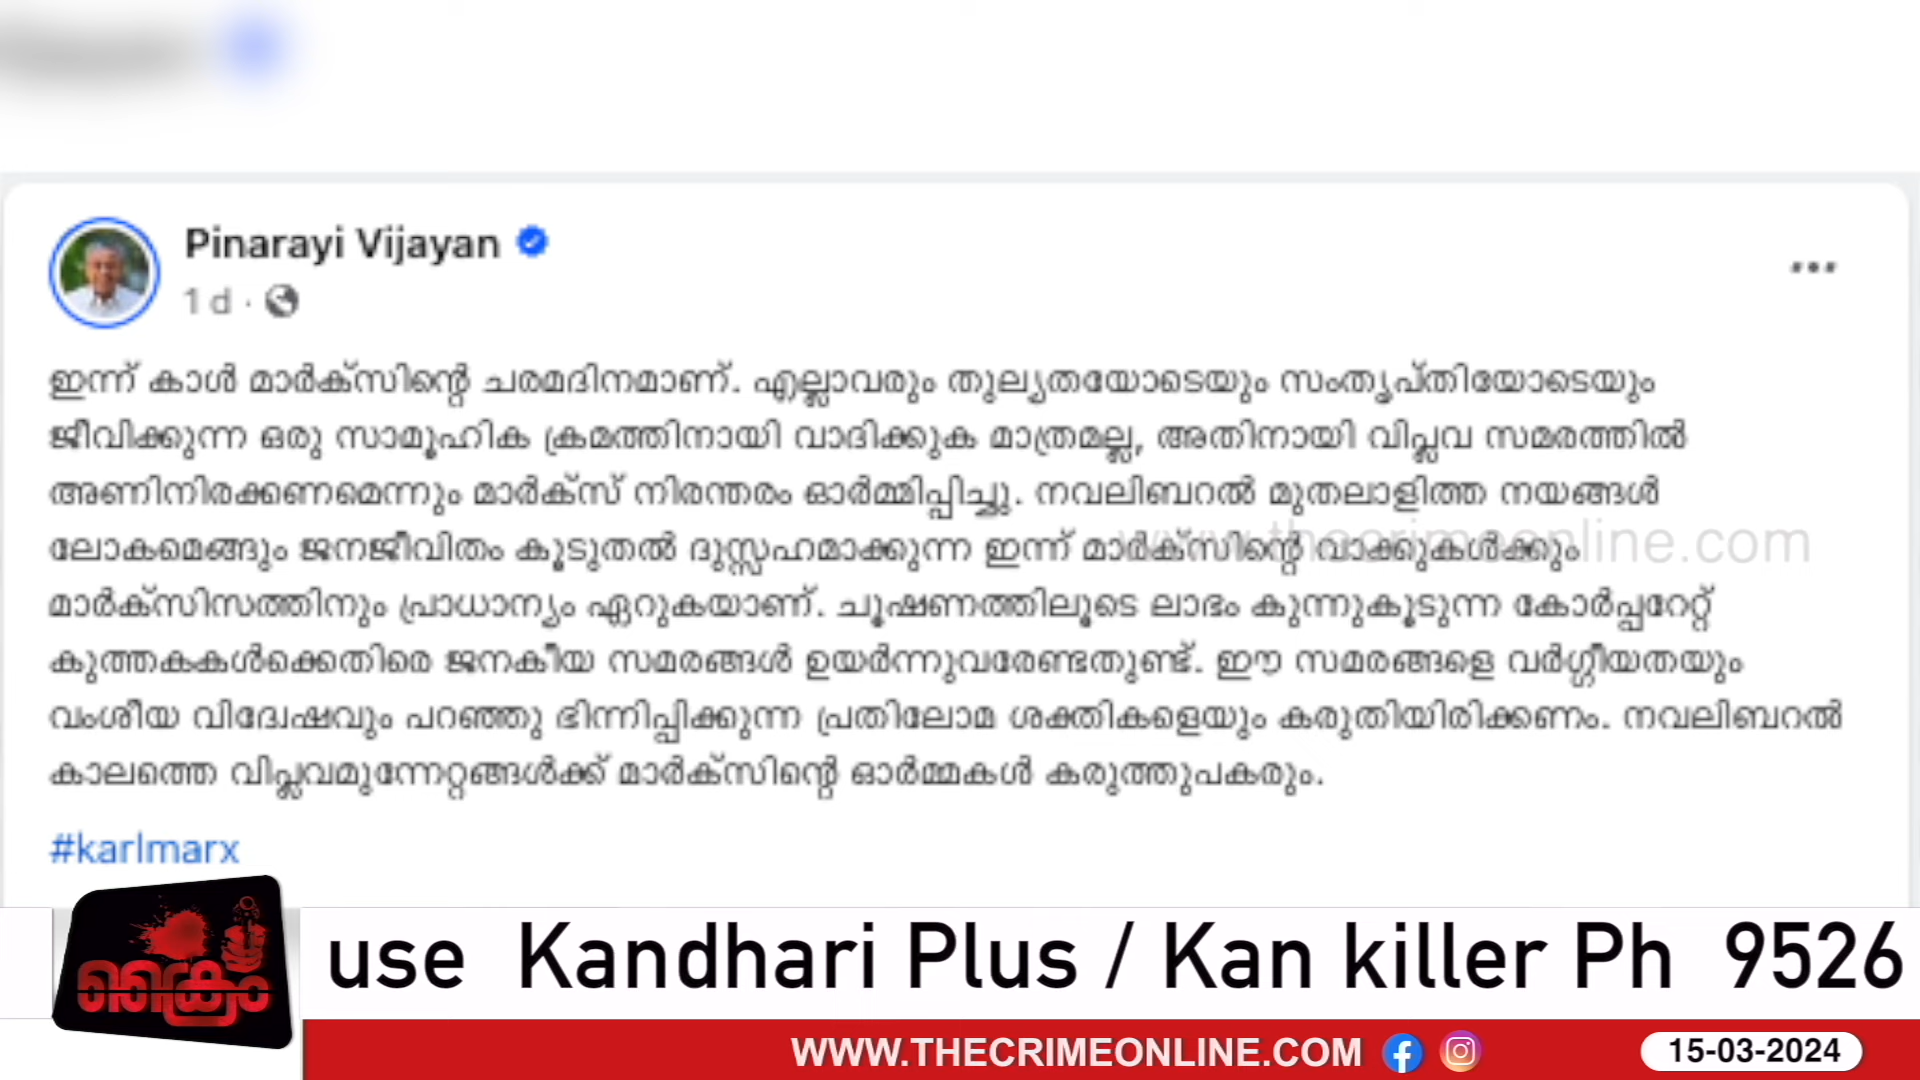 Pinarayi Vijayan
1 d ·
ഇന്ന് കാൾ മാർക്സിന്റെ ചരമദിനമാണ്. എല്ലാവരും തുല്യതയോടെയും സംതൃപ്തിയോടെയും
ജീവിക്കുന്ന ഒരു സാമൂഹിക ക്രമത്തിനായി വാദിക്കുക മാത്രമല്ല, അതിനായി വിപ്ലവ സമരത്തിൽ
അണിനിരക്കണമെന്നും മാർക്സ് നിരന്തരം ഓർമ്മിപ്പിച്ചു. നവലിബറൽ മുതലാളിത്ത നയങ്ങൾ
ലോകമെങ്ങും ജനജീവിതം കൂടുതൽ ദുസ്സഹമാക്കുന്ന ഇന്ന് മാർക്സിന്റെ വാക്കുകൾക്കും
www.thecrimeonline.com
മാർക്സിസത്തിനും പ്രാധാന്യം ഏറുകയാണ്. ചൂഷണത്തിലൂടെ ലാഭം കുന്നുകൂടുന്ന കോർപ്പറേറ്റ്
കുത്തകകൾക്കെതിരെ ജനകീയ സമരങ്ങൾ ഉയർന്നുവരേണ്ടതുണ്ട്. ഈ സമരങ്ങളെ വർഗ്ഗീയതയും
വംശീയ വിദ്വേഷവും പറഞ്ഞു ഭിന്നിപ്പിക്കുന്ന പ്രതിലോമ ശക്തികളെയും കരുതിയിരിക്കണം. നവലിബറൽ
കാലത്തെ വിപ്ലവമുന്നേറ്റങ്ങൾക്ക് മാർക്സിന്റെ ഓർമ്മകൾ കരുത്തുപകരും.
#karlmarx
ക്രൈം
use Kandhari Plus / Kan killer Ph 9526
WWW.THECRIMEONLINE.COM
15-03-2024